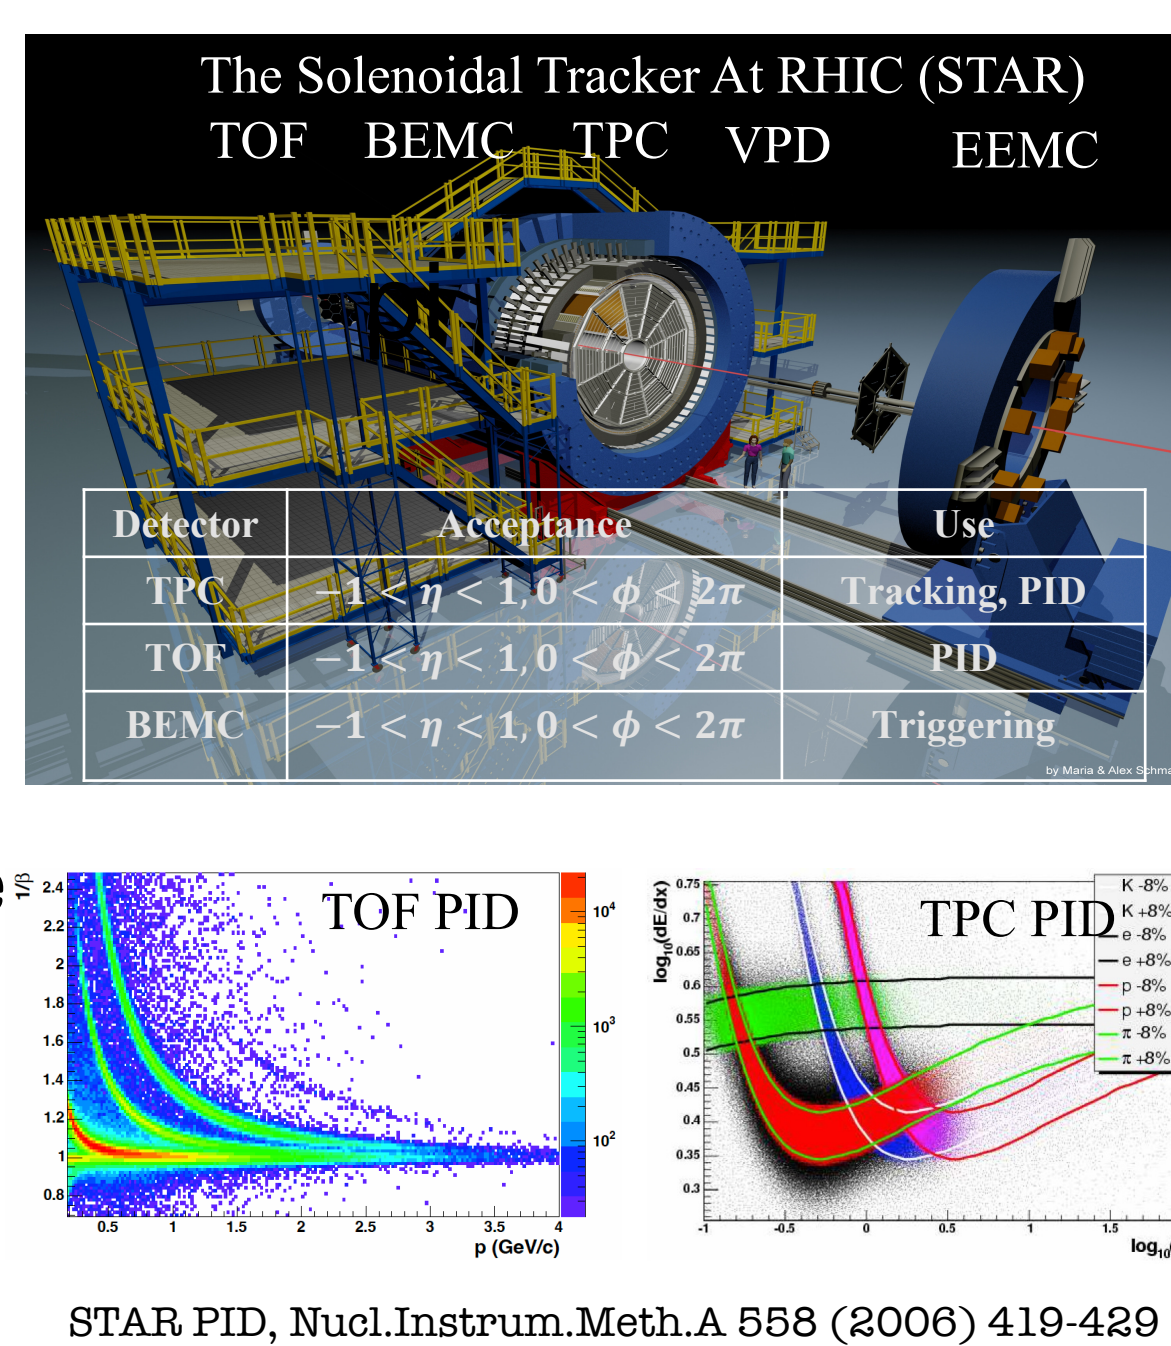 The Solenoidal Tracker At RHIC (STAR)
TOF BEMC TPC VPD EEMC
Detector Acceptance Use
TPC −1 < η < 1, 0 < ϕ < 2π Tracking, PID
TOF −1 < η < 1, 0 < ϕ < 2π PID
BEMC −1 < η < 1, 0 < ϕ < 2π Triggering
by Maria & Alex Schma
1/β
2.4
2.2
2
1.8
1.6
1.4
1.2
1
0.8
TOF PID
10⁴
10³
10²
0.5 1 1.5 2 2.5 3 3.5 4
p (GeV/c)
log₁₀(dE/dx)
0.75
0.7
0.65
0.6
0.55
0.5
0.45
0.4
0.35
0.3
TPC PID
K -8%
K +8%
e -8%
e +8%
p -8%
p +8%
π -8%
π +8%
-1 -0.5 0 0.5 1 1.5
log₁₀(
STAR PID, Nucl.Instrum.Meth.A 558 (2006) 419-429